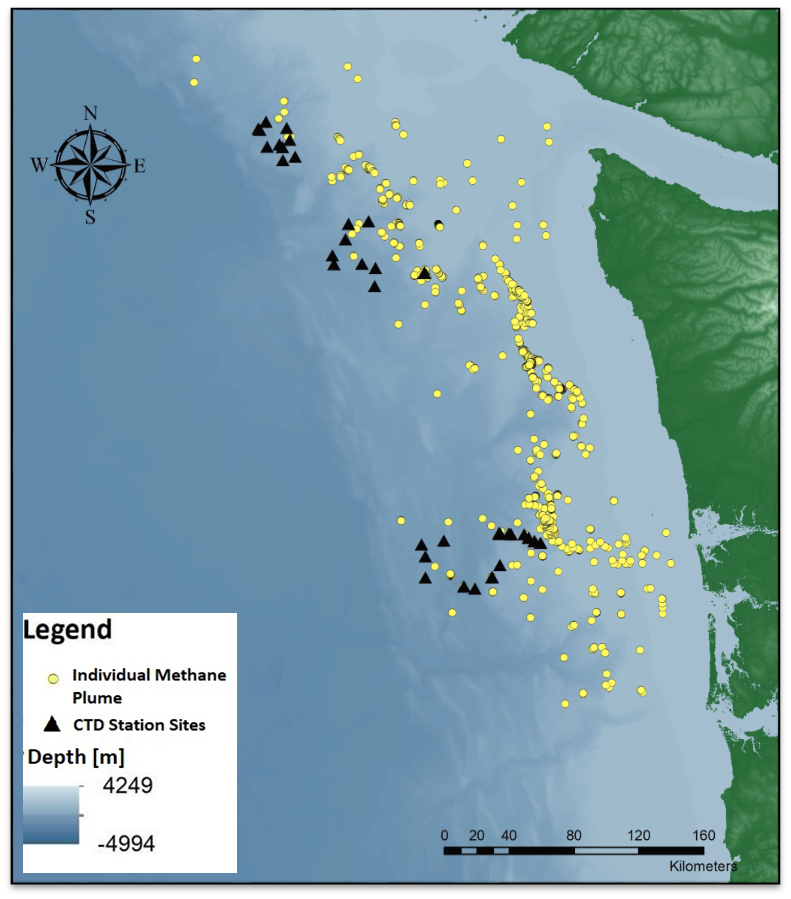 N
W E
S
Legend
Individual Methane
Plume
CTD Station Sites
Depth [m]
4249
-4994
0 20 40 80 120 160
Kilometers